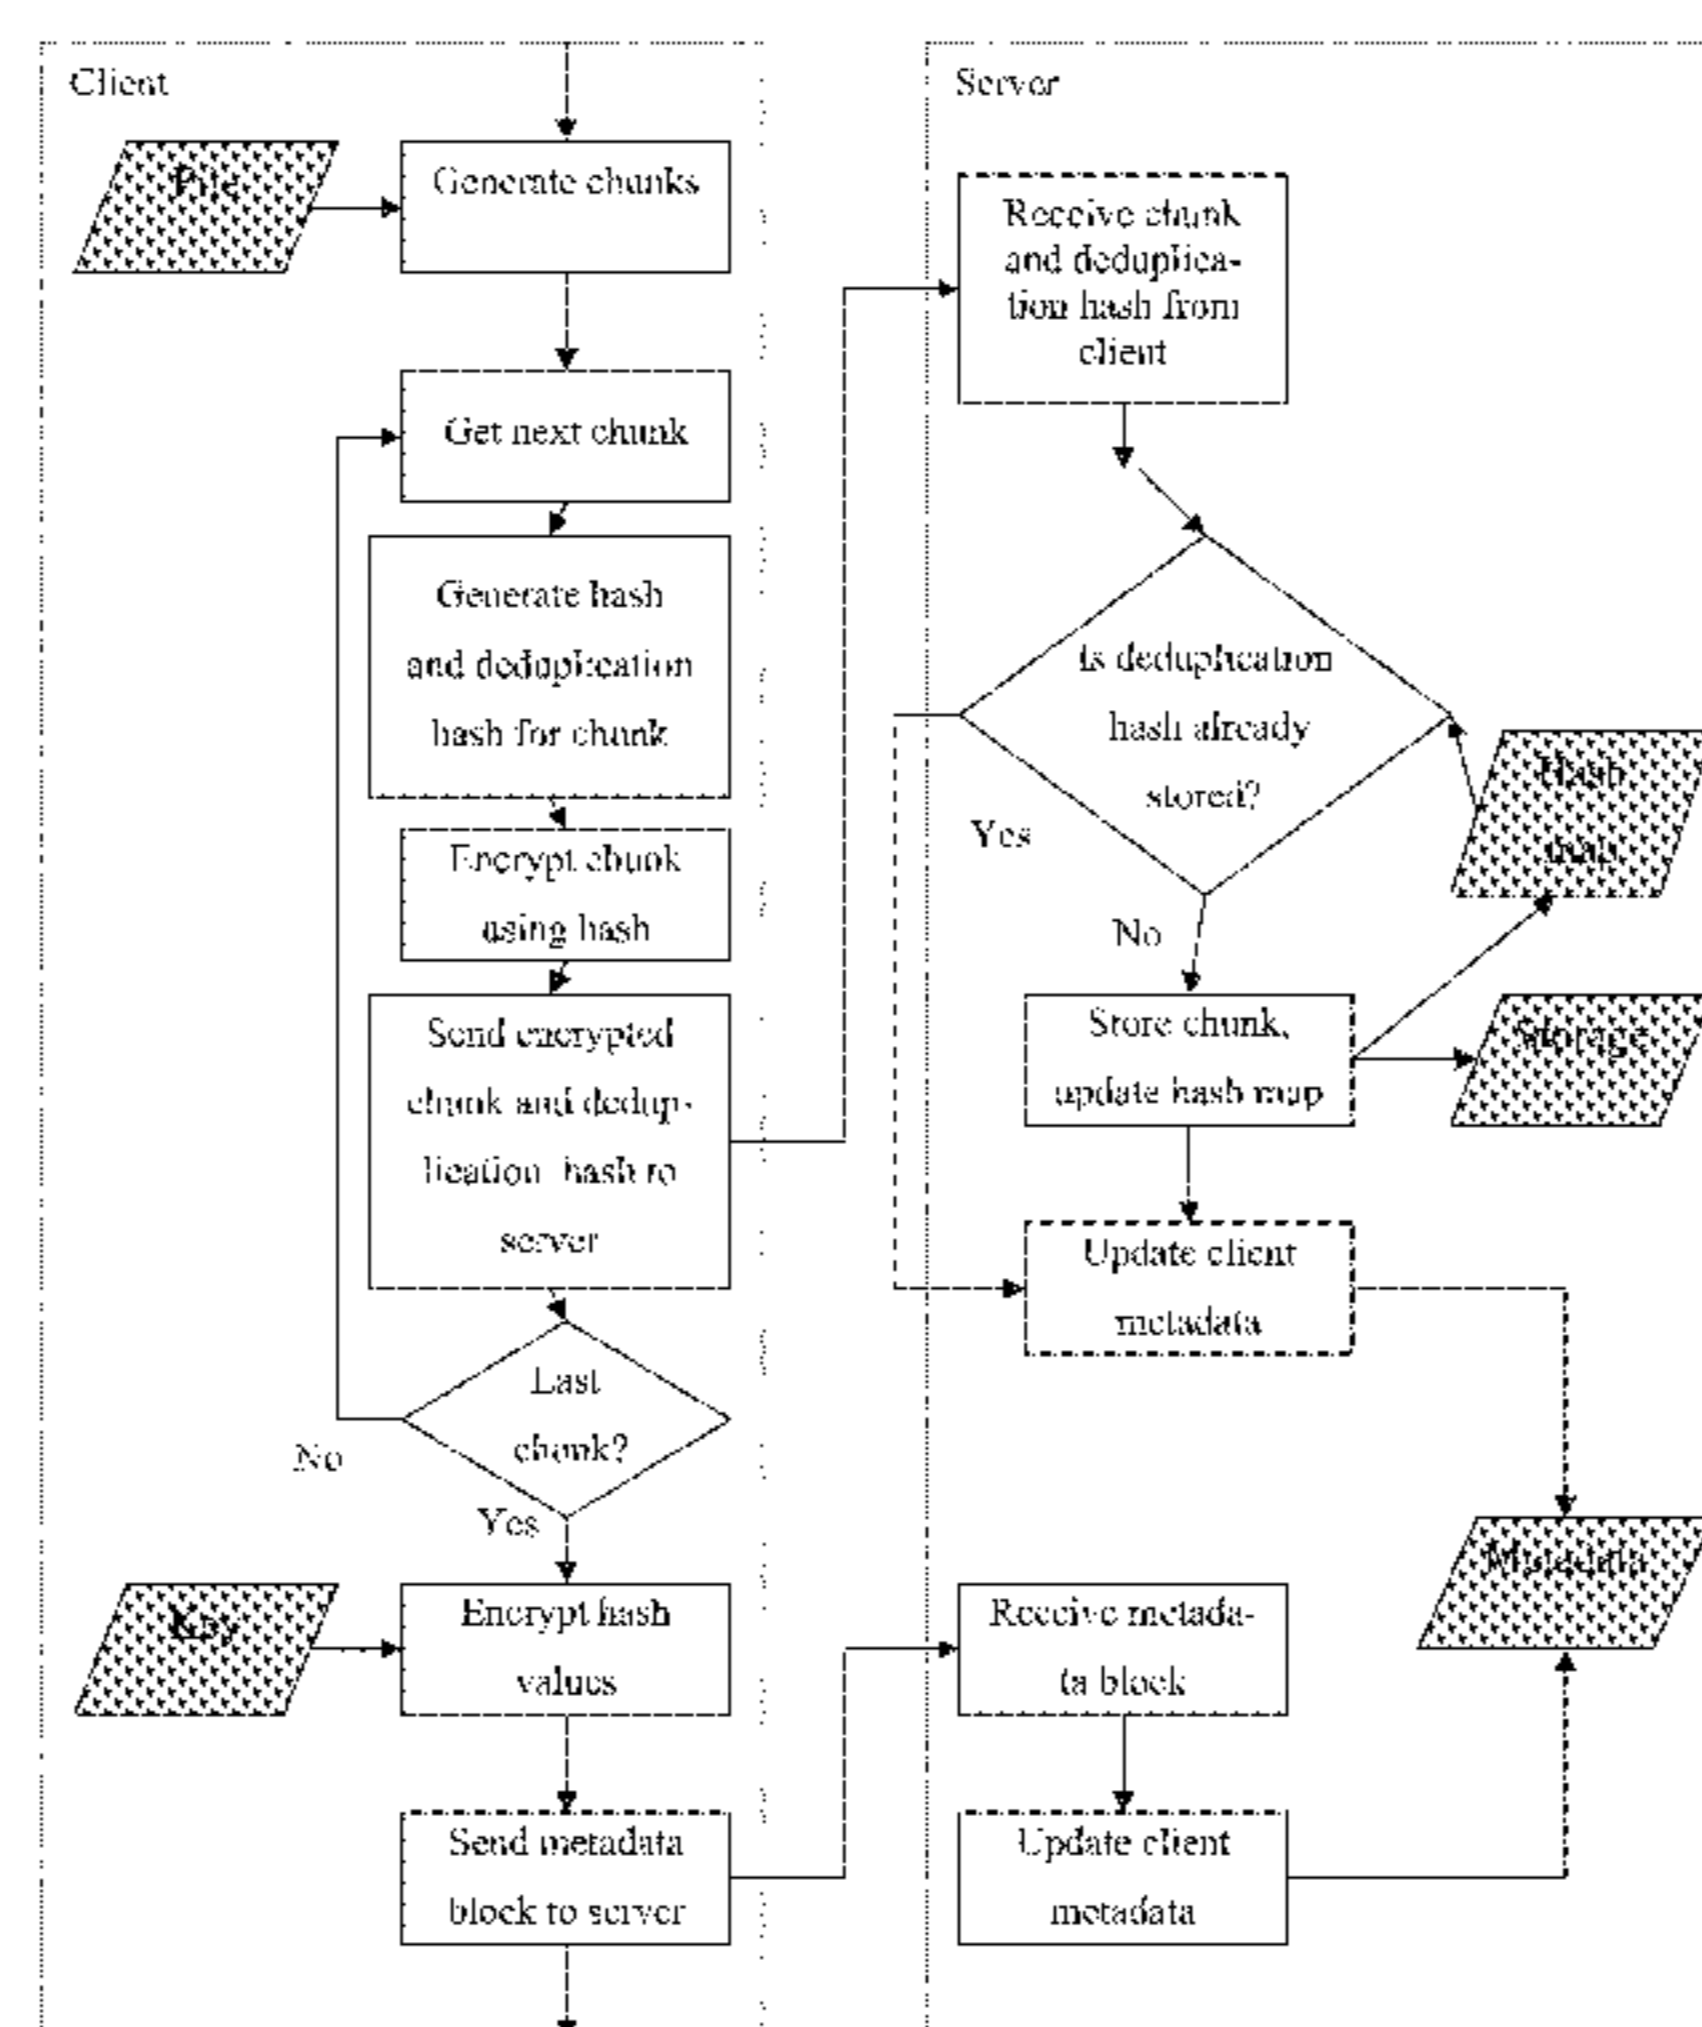 Client
File
Generate chunks
Get next chunk
Generate hash
and deduplication
hash for chunk
Encrypt chunk
using hash
Send encrypted
chunk and dedup-
lication hash to
server
Last
chunk?
No
Yes
Key
Encrypt hash
values
Send metadata
block to server
Server
Receive chunk
and deduplica-
tion hash from
client
Is deduplication
hash already
stored?
Yes
No
Hash
map
Store chunk,
update hash map
Storage
Update client
metadata
Receive metada-
ta block
Update client
metadata